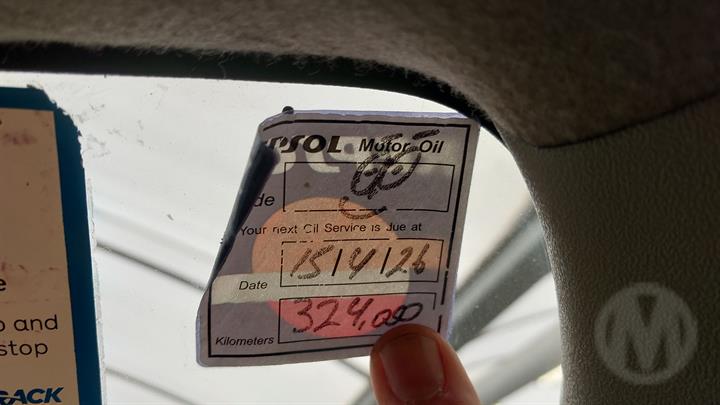 PSOL Motor Oil
de
Your next Oil Service is due at
Date 15/4/26
Kilometers 324,000
e
and
stop
RACK
M